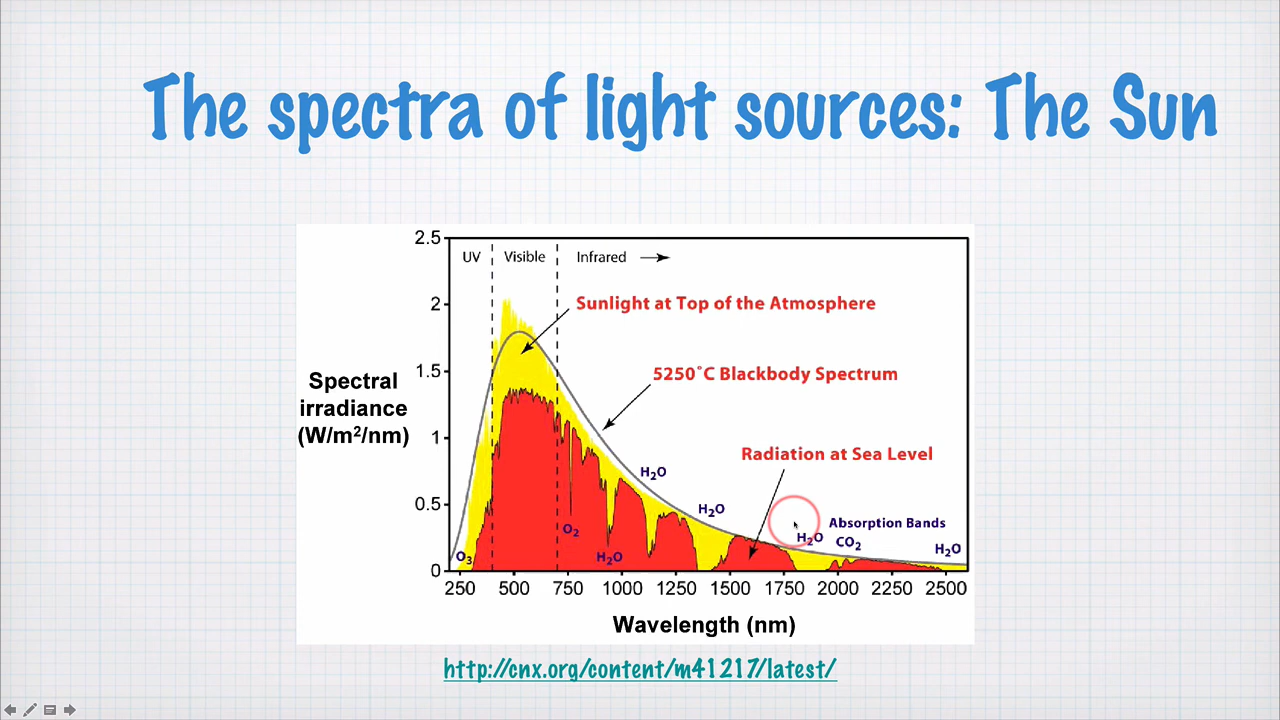 The spectra of light sources: The Sun
2.5
UV
Visible
Infrared
2
Sunlight at Top of the Atmosphere
1.5
5250°C Blackbody Spectrum
Spectral
irradiance
(W/m²/nm)
1
Radiation at Sea Level
H₂O
0.5
H₂O
Absorption Bands
O₂
H₂O
CO₂
H₂O
O₃
H₂O
0
250 500 750 1000 1250 1500 1750 2000 2250 2500
Wavelength (nm)
http://cnx.org/content/m41217/latest/